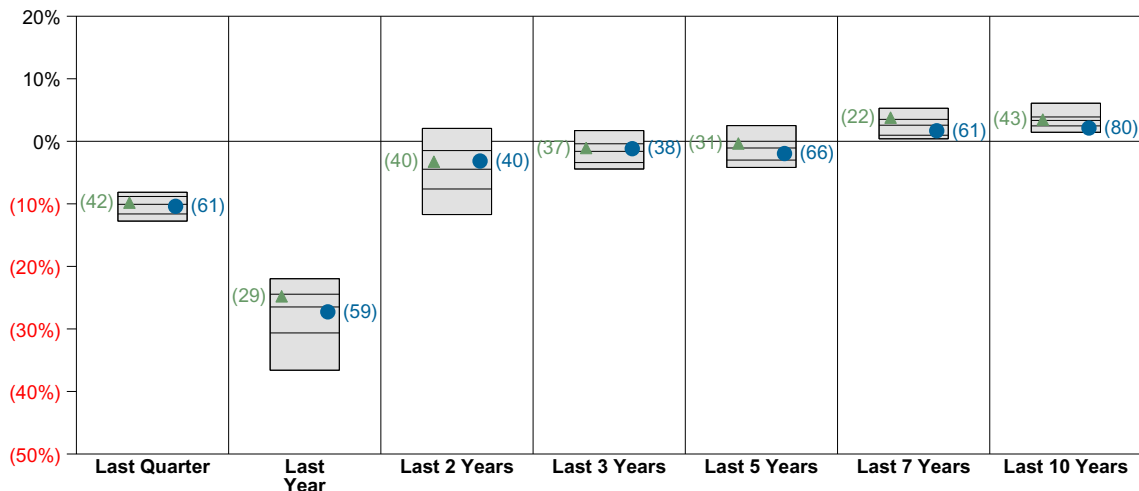 20%
10%
0%
(10%)
(20%)
(30%)
(40%)
(50%)
(42) (61)
(29) (59)
(40) (40)
(37) (38)
(31) (66)
(22) (61)
(43) (80)
Last Quarter
Last
Year
Last 2 Years
Last 3 Years
Last 5 Years
Last 7 Years
Last 10 Years